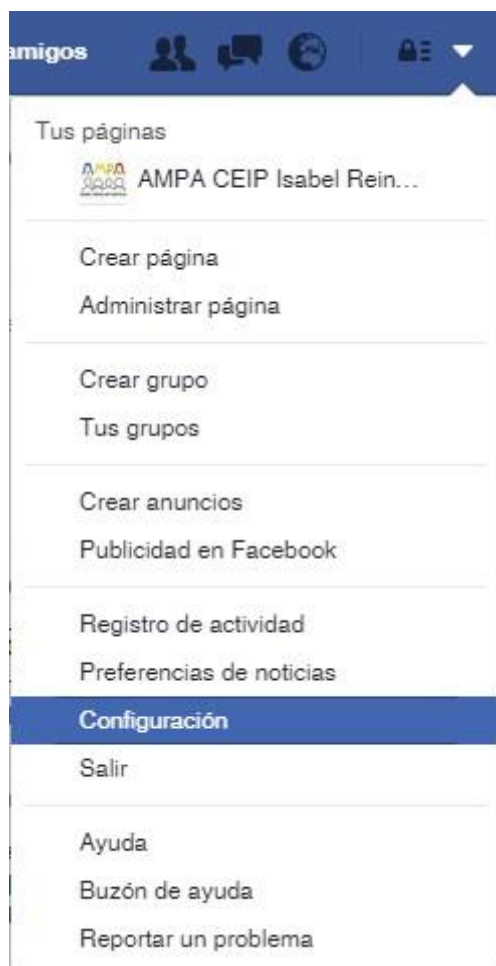 amigos
Tus páginas
AMPA
AMPA CEIP Isabel Rein...
Crear página
Administrar página
Crear grupo
Tus grupos
Crear anuncios
Publicidad en Facebook
Registro de actividad
Preferencias de noticias
Configuración
Salir
Ayuda
Buzón de ayuda
Reportar un problema